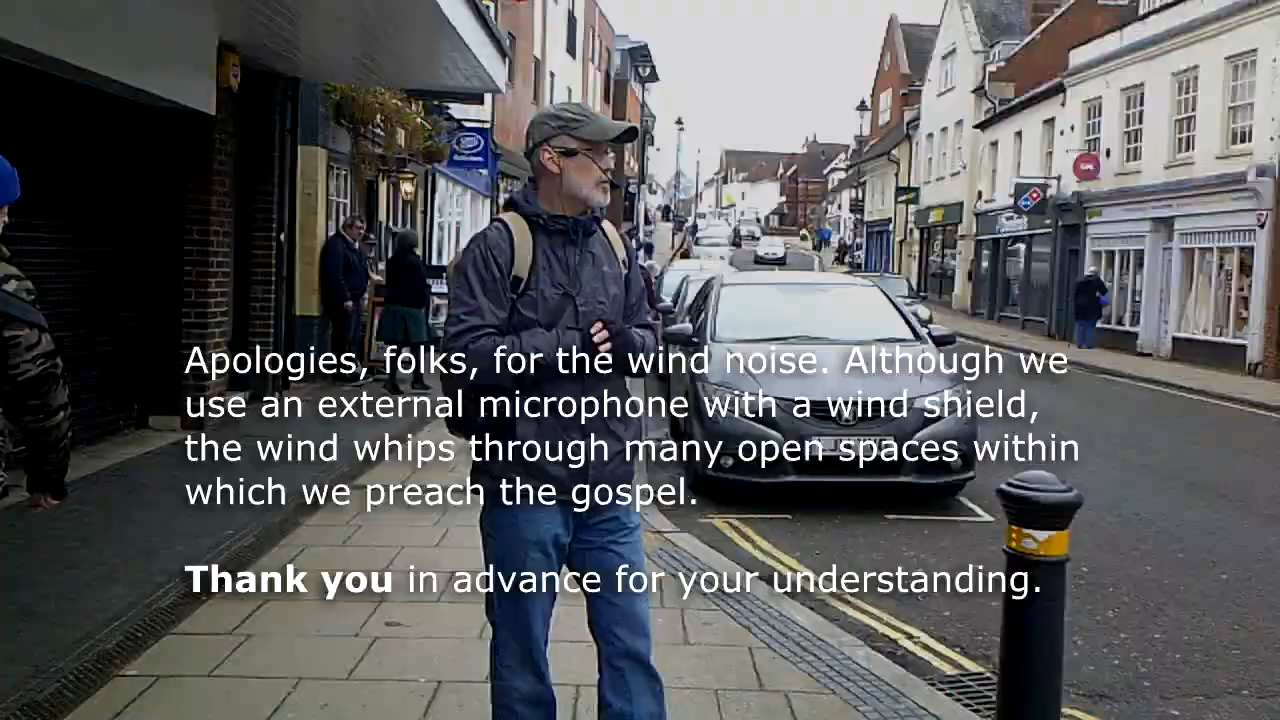 Apologies, folks, for the wind noise. Although we
use an external microphone with a wind shield,
the wind whips through many open spaces within
which we preach the gospel.
Thank you in advance for your understanding.